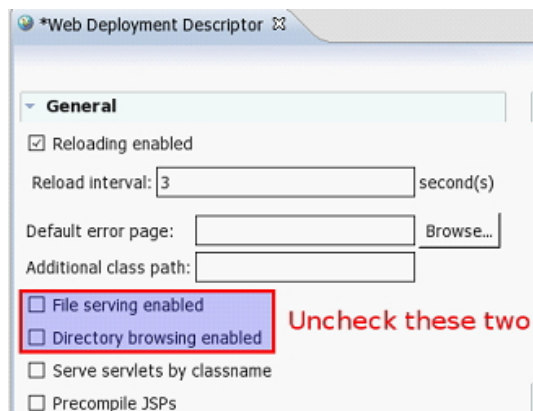 *Web Deployment Descriptor
General
Reloading enabled
Reload interval: 3 second(s)
Default error page: Browse...
Additional class path:
File serving enabled
Directory browsing enabled
Uncheck these two
Serve servlets by classname
Precompile JSPs